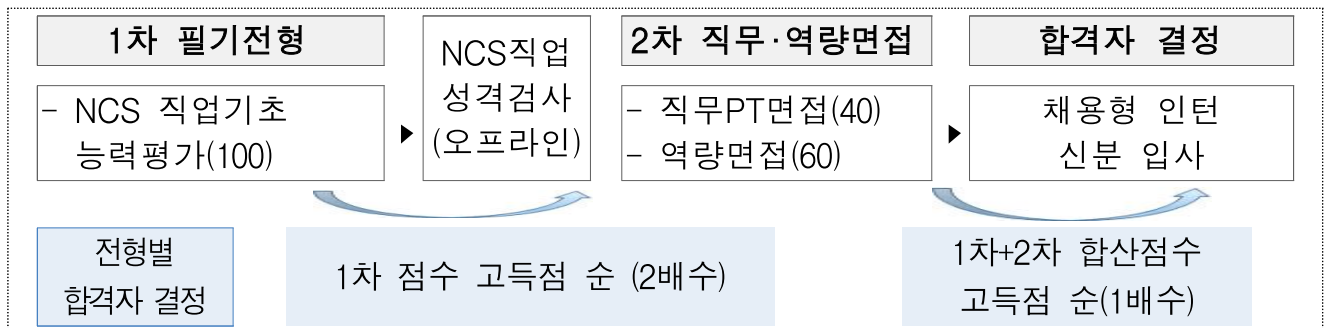 1차 필기전형
- NCS 직업기초
능력평가(100)
▶
NCS직업
성격검사
(오프라인)
2차 직무·역량면접
- 직무PT면접(40)
- 역량면접(60)
▶
합격자 결정
채용형 인턴
신분 입사
전형별
합격자 결정
1차 점수 고득점 순 (2배수)
1차+2차 합산점수
고득점 순(1배수)